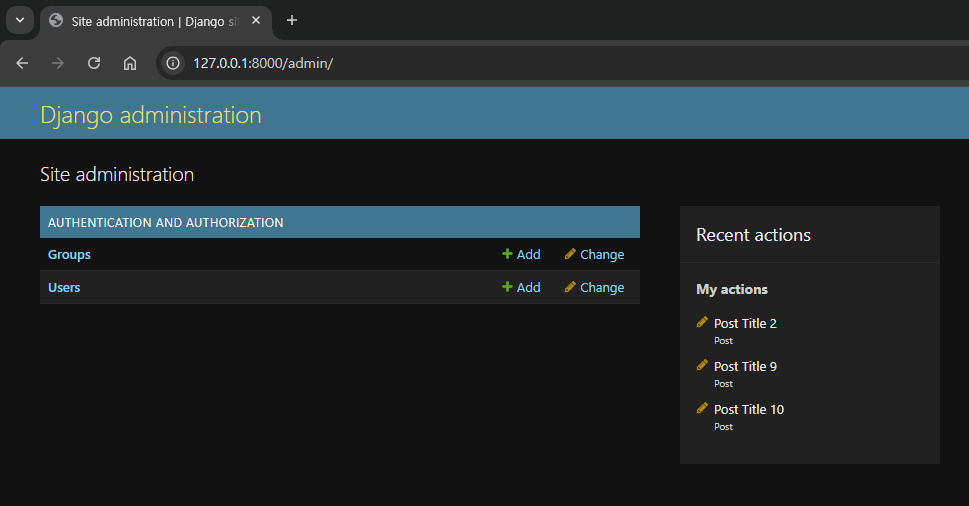 Site administration | Django si
127.0.0.1:8000/admin/
Django administration
Site administration
AUTHENTICATION AND AUTHORIZATION
Groups Add Change
Users Add Change
Recent actions
My actions
Post Title 2
Post
Post Title 9
Post
Post Title 10
Post